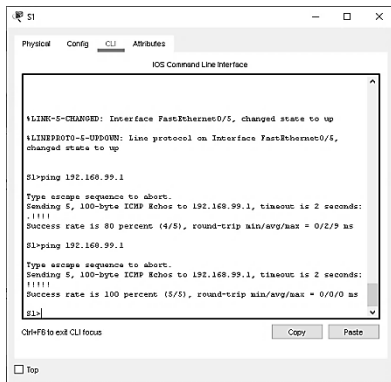 S1
Physical Config CLI Attributes
IOS Command Line Interface
%LINK-5-CHANGED: Interface FastEthernet0/5, changed state to up
%LINEPROTO-5-UPDOWN: Line protocol on Interface FastEthernet0/5,
changed state to up
S1>ping 192.168.99.1
Type escape sequence to abort.
Sending 5, 100-byte ICMP Echos to 192.168.99.1, timeout is 2 seconds:
.!!!!
Success rate is 80 percent (4/5), round-trip min/avg/max = 0/2/9 ms
S1>ping 192.168.99.1
Type escape sequence to abort.
Sending 5, 100-byte ICMP Echos to 192.168.99.1, timeout is 2 seconds:
!!!!!
Success rate is 100 percent (5/5), round-trip min/avg/max = 0/0/0 ms
S1>
Ctrl+F6 to exit CLI focus
Copy Paste
Top